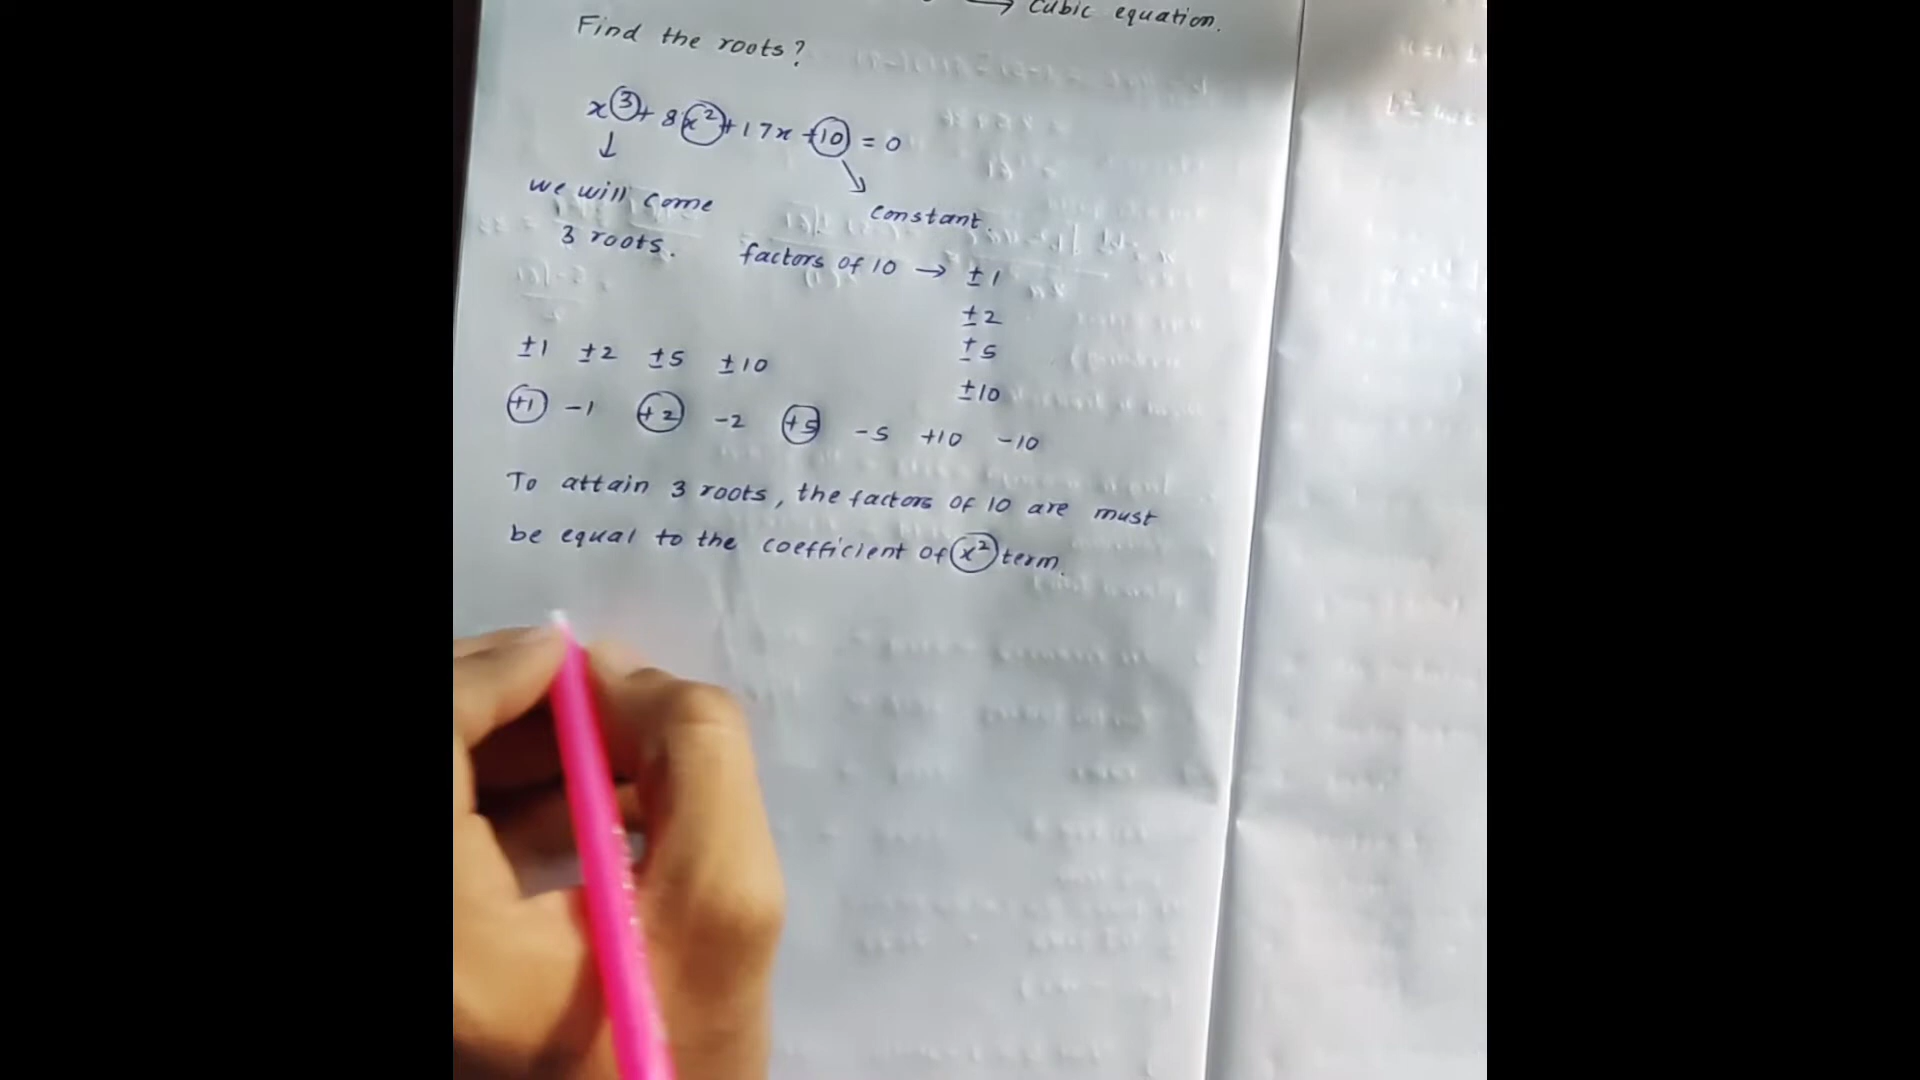 → Cubic equation.
Find the roots?
x³ + 8x² + 17x + 10 = 0
↓
we will come
3 roots.
constant.
factors of 10 → ±1
±2
±5
±10
±1 ±2 ±5 ±10
+1 -1 +2 -2 +5 -5 +10 -10
To attain 3 roots, the factors of 10 are must
be equal to the coefficient of x² term.